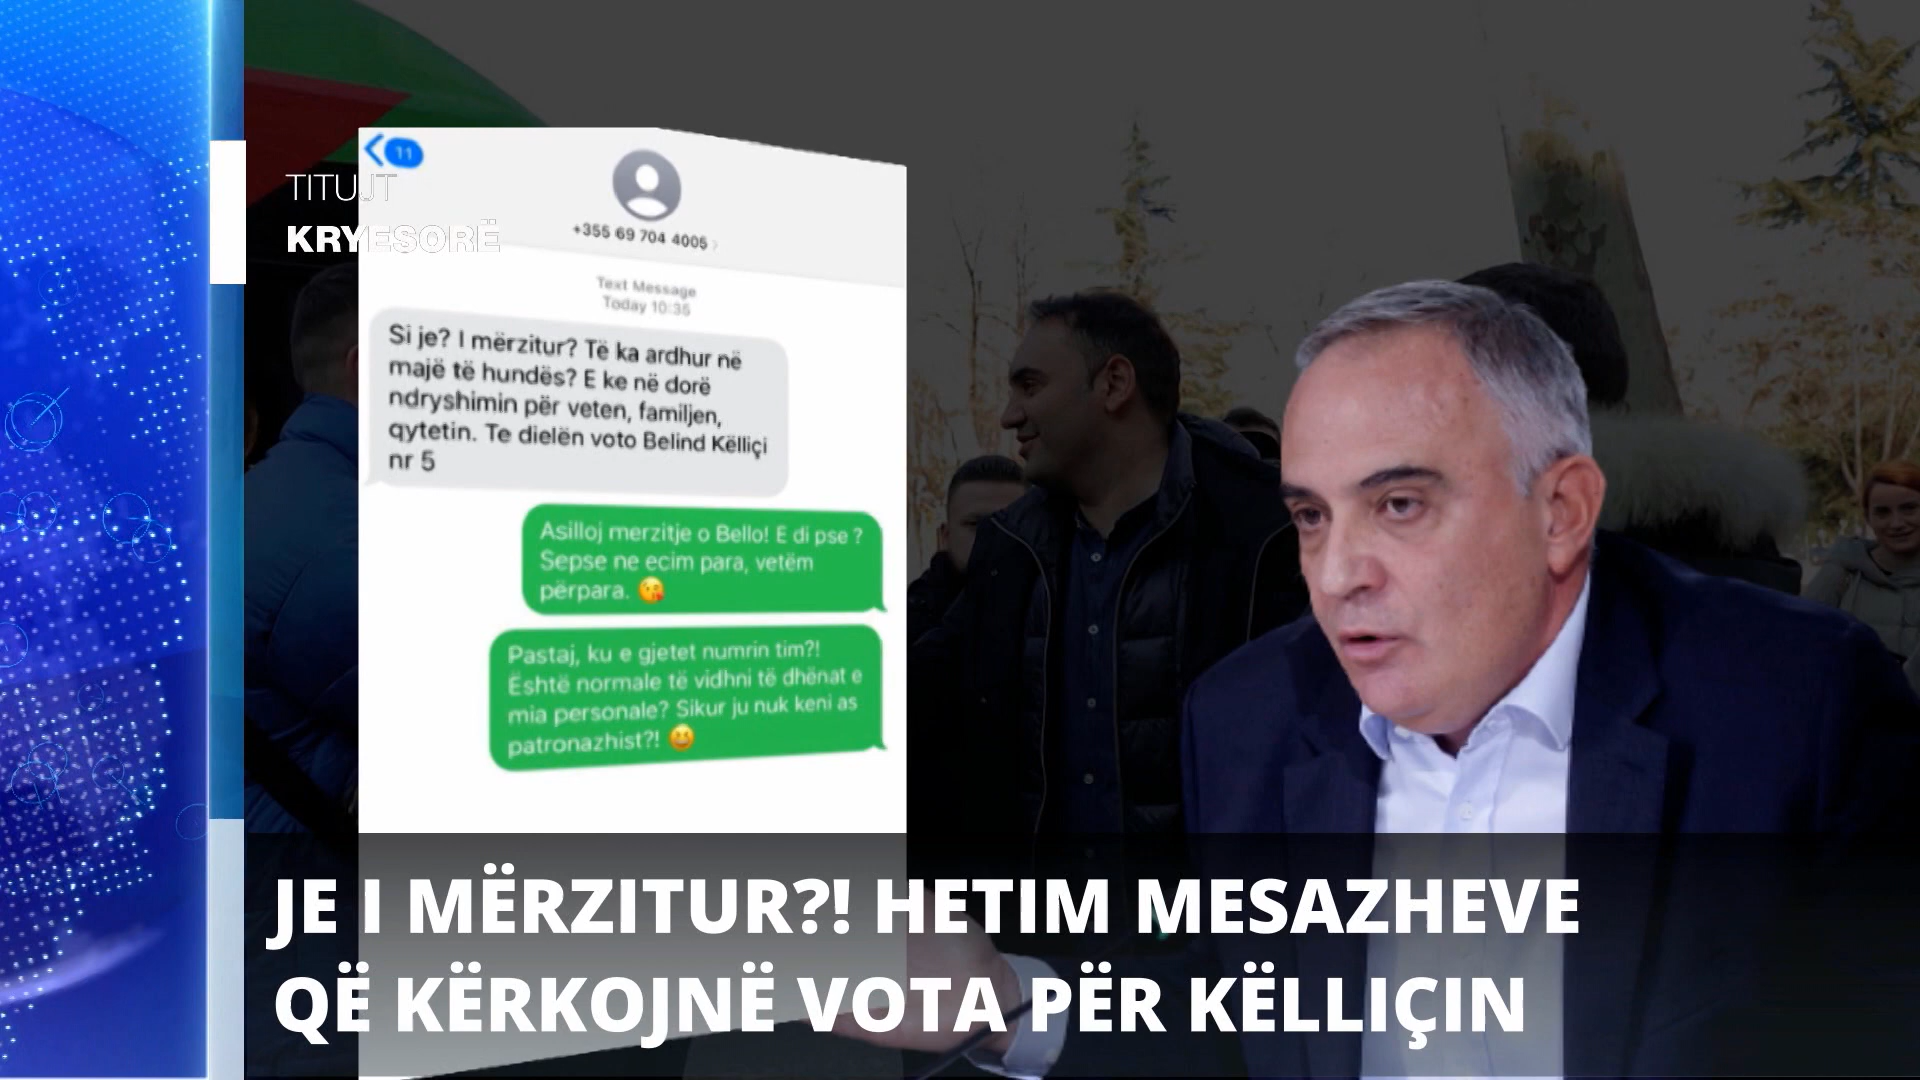 TITUJT
KRYESORË
11
+355 69 704 4005
Text Message
Today 10:35
Si je? I mërzitur? Të ka ardhur në
majë të hundës? E ke në dorë
ndryshimin për veten, familjen,
qytetin. Te dielën voto Belind Këlliçi
nr 5
Asilloj merzitje o Bello! E di pse ?
Sepse ne ecim para, vetëm
përpara. 😘
Pastaj, ku e gjetet numrin tim?!
Është normale të vidhni të dhënat e
mia personale? Sikur ju nuk keni as
patronazhist?! 😆
JE I MËRZITUR?! HETIM MESAZHEVE
QË KËRKOJNË VOTA PËR KËLLIÇIN